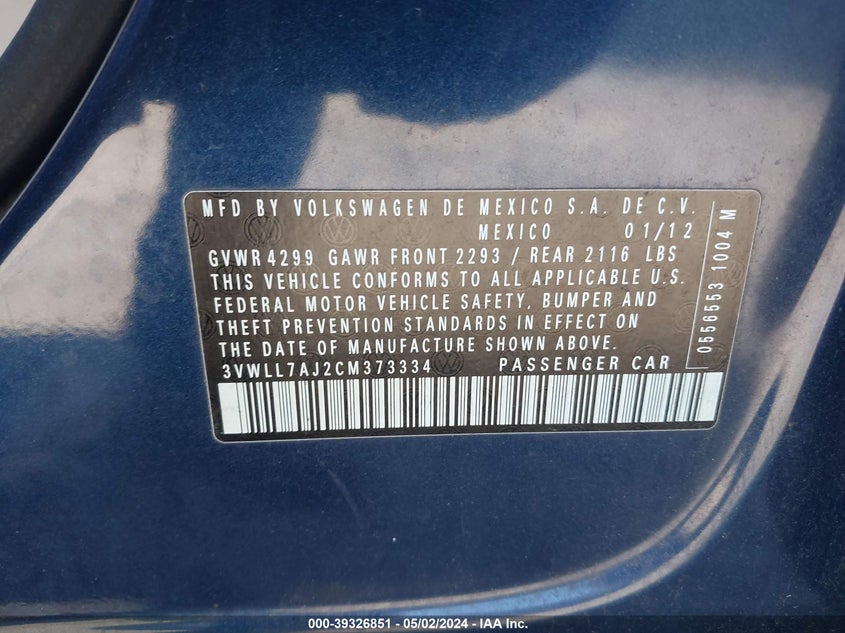 MFD BY VOLKSWAGEN DE MEXICO S.A. DE C.V.
MEXICO 01/12
GVWR 4299 GAWR FRONT 2293 / REAR 2116 LBS
THIS VEHICLE CONFORMS TO ALL APPLICABLE U.S.
FEDERAL MOTOR VEHICLE SAFETY, BUMPER AND
THEFT PREVENTION STANDARDS IN EFFECT ON
THE DATE OF MANUFACTURE SHOWN ABOVE.
3VWLL7AJ2CM373334 PASSENGER CAR
0556553 1004 M
000-39326851 / 05/02/2024 - IAA Inc.